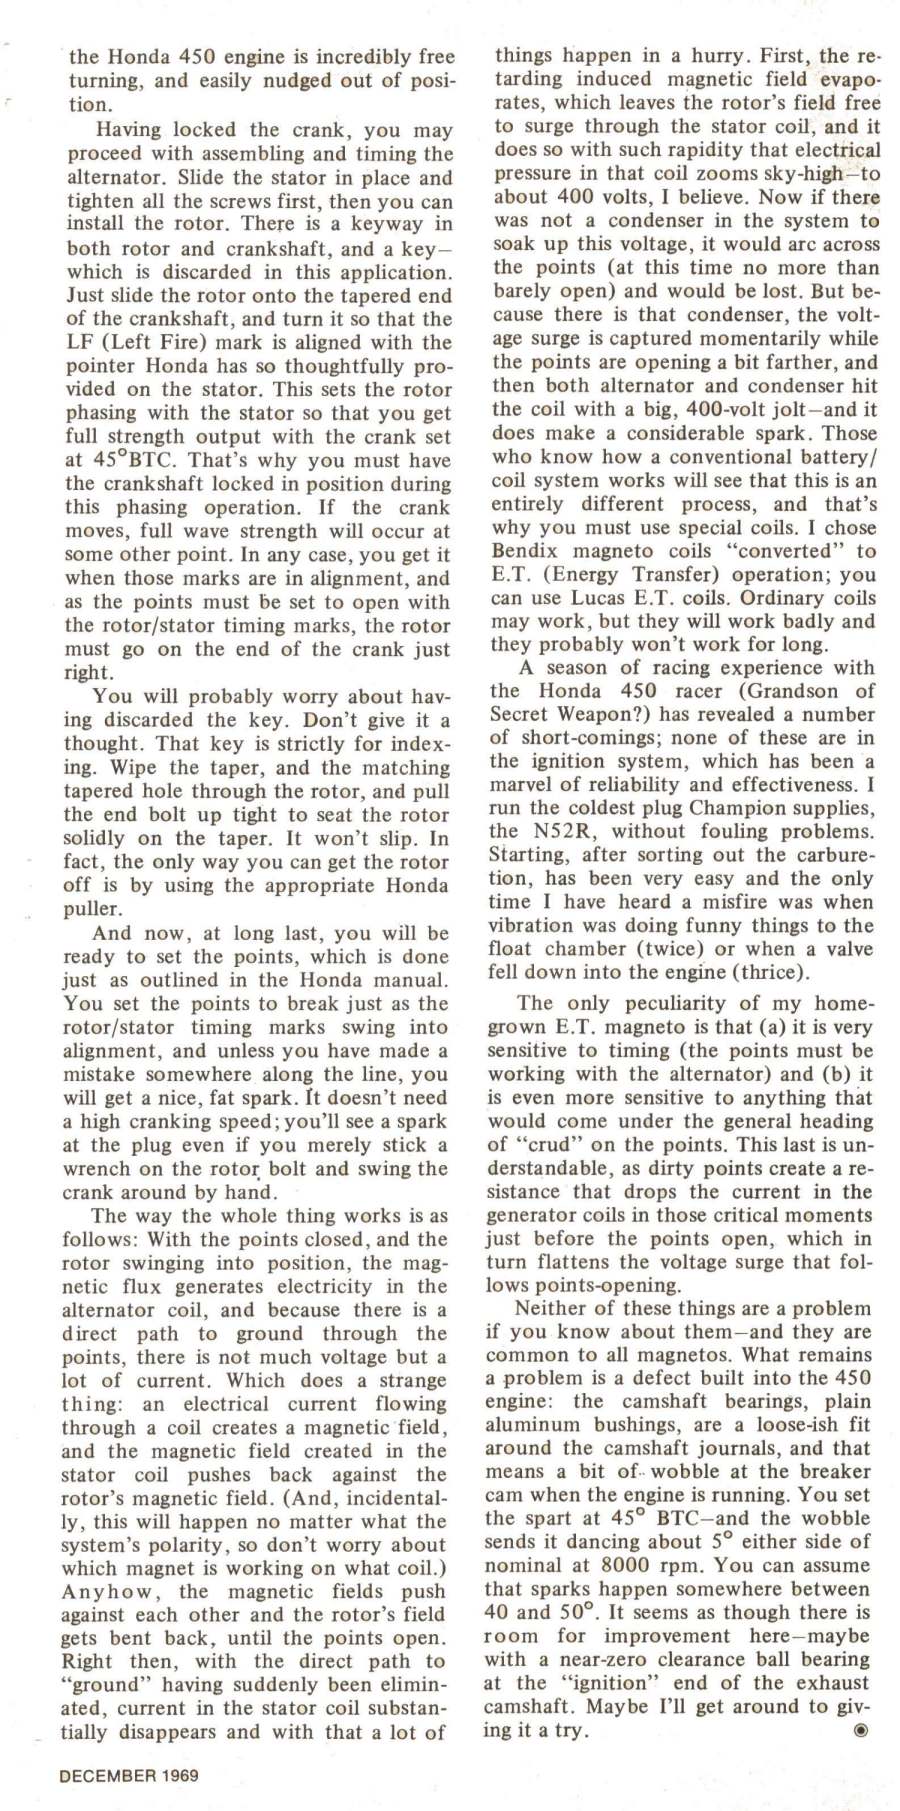 the Honda 450 engine is incredibly free
turning, and easily nudged out of posi-
tion.
Having locked the crank, you may
proceed with assembling and timing the
alternator. Slide the stator in place and
tighten all the screws first, then you can
install the rotor. There is a keyway in
both rotor and crankshaft, and a key—
which is discarded in this application.
Just slide the rotor onto the tapered end
of the crankshaft, and turn it so that the
LF (Left Fire) mark is aligned with the
pointer Honda has so thoughtfully pro-
vided on the stator. This sets the rotor
phasing with the stator so that you get
full strength output with the crank set
at 45°BTC. That's why you must have
the crankshaft locked in position during
this phasing operation. If the crank
moves, full wave strength will occur at
some other point. In any case, you get it
when those marks are in alignment, and
as the points must be set to open with
the rotor/stator timing marks, the rotor
must go on the end of the crank just
right.
You will probably worry about hav-
ing discarded the key. Don't give it a
thought. That key is strictly for index-
ing. Wipe the taper, and the matching
tapered hole through the rotor, and pull
the end bolt up tight to seat the rotor
solidly on the taper. It won't slip. In
fact, the only way you can get the rotor
off is by using the appropriate Honda
puller.
And now, at long last, you will be
ready to set the points, which is done
just as outlined in the Honda manual.
You set the points to break just as the
rotor/stator timing marks swing into
alignment, and unless you have made a
mistake somewhere along the line, you
will get a nice, fat spark. It doesn't need
a high cranking speed; you'll see a spark
at the plug even if you merely stick a
wrench on the rotor bolt and swing the
crank around by hand.
The way the whole thing works is as
follows: With the points closed, and the
rotor swinging into position, the mag-
netic flux generates electricity in the
alternator coil, and because there is a
direct path to ground through the
points, there is not much voltage but a
lot of current. Which does a strange
thing: an electrical current flowing
through a coil creates a magnetic field,
and the magnetic field created in the
stator coil pushes back against the
rotor's magnetic field. (And, incidental-
ly, this will happen no matter what the
system's polarity, so don't worry about
which magnet is working on what coil.)
Anyhow, the magnetic fields push
against each other and the rotor's field
gets bent back, until the points open.
Right then, with the direct path to
"ground" having suddenly been elimin-
ated, current in the stator coil substan-
tially disappears and with that a lot of
things happen in a hurry. First, the re-
tarding induced magnetic field evapo-
rates, which leaves the rotor's field free
to surge through the stator coil, and it
does so with such rapidity that electrical
pressure in that coil zooms sky-high—to
about 400 volts, I believe. Now if there
was not a condenser in the system to
soak up this voltage, it would arc across
the points (at this time no more than
barely open) and would be lost. But be-
cause there is that condenser, the volt-
age surge is captured momentarily while
the points are opening a bit farther, and
then both alternator and condenser hit
the coil with a big, 400-volt jolt—and it
does make a considerable spark. Those
who know how a conventional battery/
coil system works will see that this is an
entirely different process, and that's
why you must use special coils. I chose
Bendix magneto coils "converted" to
E.T. (Energy Transfer) operation; you
can use Lucas E.T. coils. Ordinary coils
may work, but they will work badly and
they probably won't work for long.
A season of racing experience with
the Honda 450 racer (Grandson of
Secret Weapon?) has revealed a number
of short-comings; none of these are in
the ignition system, which has been a
marvel of reliability and effectiveness. I
run the coldest plug Champion supplies,
the N52R, without fouling problems.
Starting, after sorting out the carbure-
tion, has been very easy and the only
time I have heard a misfire was when
vibration was doing funny things to the
float chamber (twice) or when a valve
fell down into the engine (thrice).
The only peculiarity of my home-
grown E.T. magneto is that (a) it is very
sensitive to timing (the points must be
working with the alternator) and (b) it
is even more sensitive to anything that
would come under the general heading
of "crud" on the points. This last is un-
derstandable, as dirty points create a re-
sistance that drops the current in the
generator coils in those critical moments
just before the points open, which in
turn flattens the voltage surge that fol-
lows points-opening.
Neither of these things are a problem
if you know about them—and they are
common to all magnetos. What remains
a problem is a defect built into the 450
engine: the camshaft bearings, plain
aluminum bushings, are a loose-ish fit
around the camshaft journals, and that
means a bit of wobble at the breaker
cam when the engine is running. You set
the spart at 45° BTC—and the wobble
sends it dancing about 5° either side of
nominal at 8000 rpm. You can assume
that sparks happen somewhere between
40 and 50°. It seems as though there is
room for improvement here—maybe
with a near-zero clearance ball bearing
at the "ignition" end of the exhaust
camshaft. Maybe I'll get around to giv-
ing it a try.
DECEMBER 1969